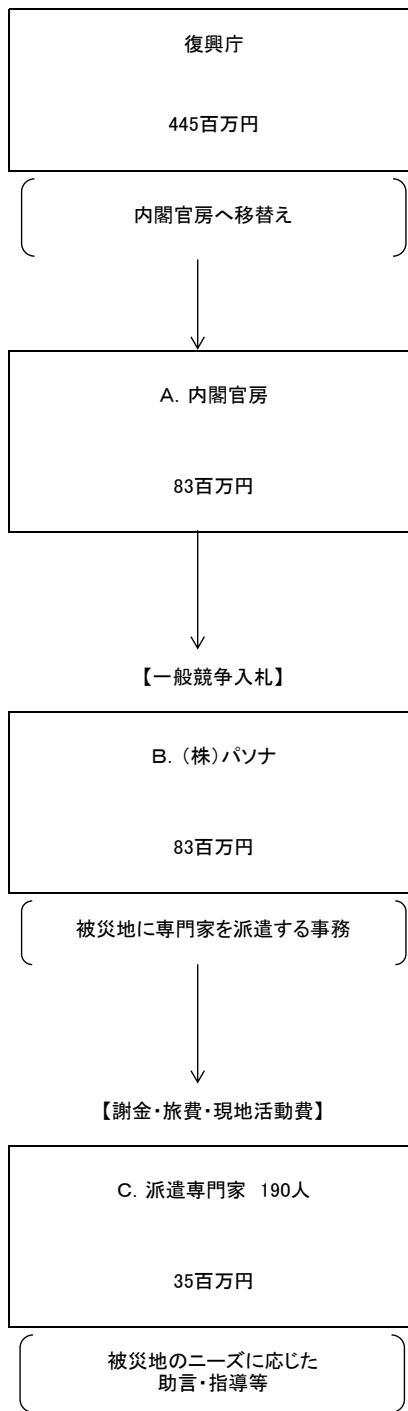 復興庁
445百万円
内閣官房へ移替え
A. 内閣官房
83百万円
【一般競争入札】
B. （株）パソナ
83百万円
被災地に専門家を派遣する事務
【謝金・旅費・現地活動費】
C. 派遣専門家 190人
35百万円
被災地のニーズに応じた
助言・指導等